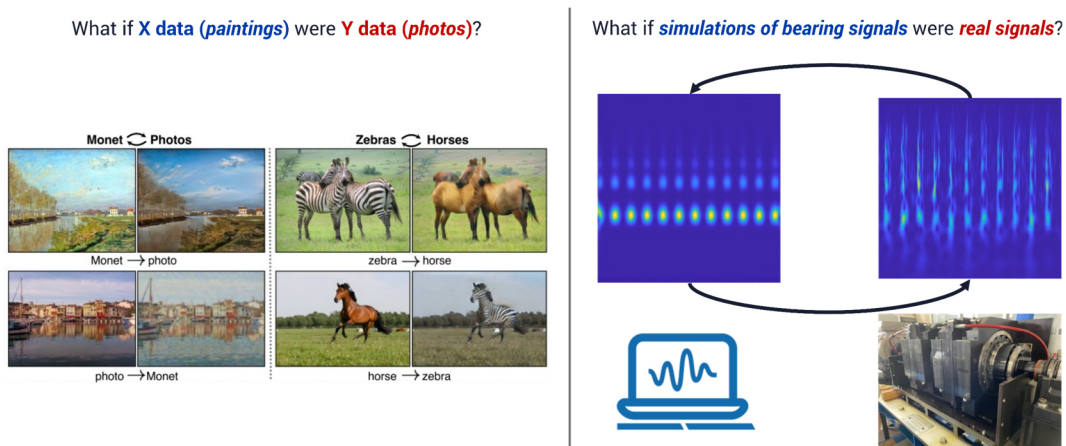 What if X data (paintings) were Y data (photos)?
Monet Photos
Zebras Horses
Monet → photo
zebra → horse
photo → Monet
horse → zebra
What if simulations of bearing signals were real signals?